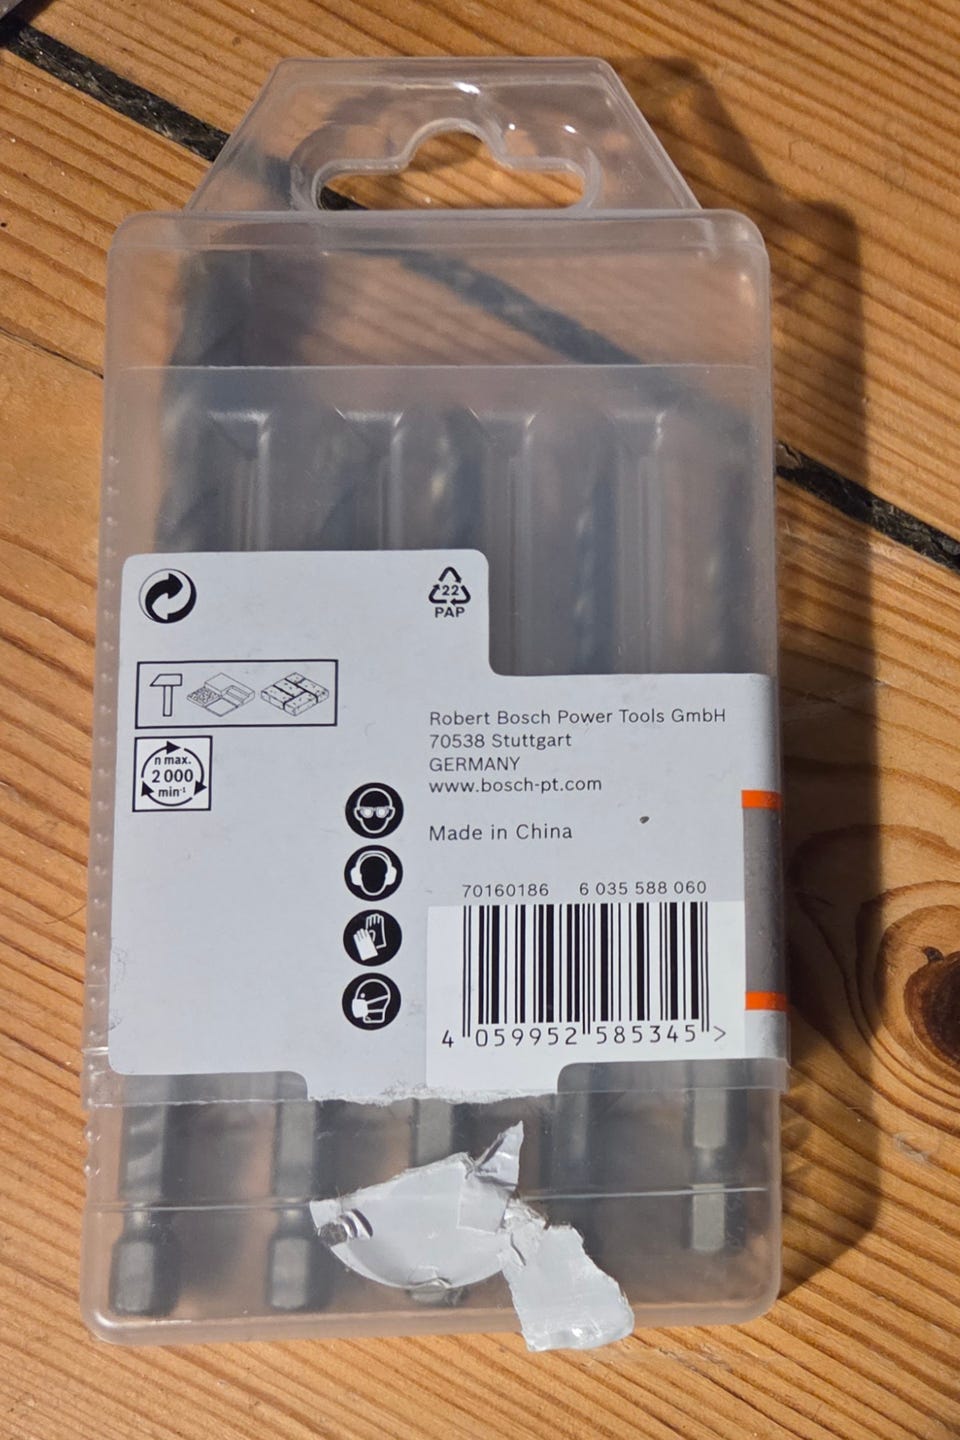 22
PAP
Robert Bosch Power Tools GmbH
70538 Stuttgart
GERMANY
www.bosch-pt.com
n max.
2 000
min-¹
Made in China
70160186 6 035 588 060
4 059952 585345 >